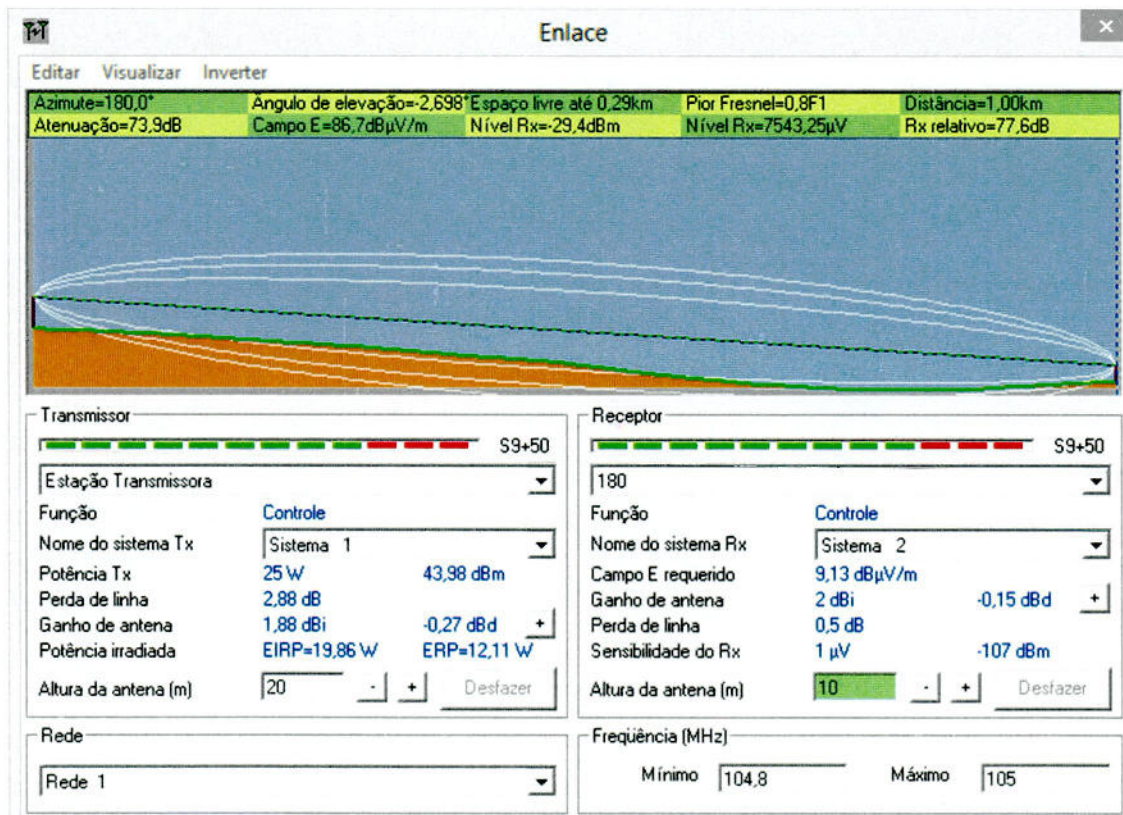 Enlace
Editar Visualizar Inverter
Azimute=180,0° Ângulo de elevação=-2,698° Espaço livre até 0,29km Pior Fresnel=0,8F1 Distância=1,00km
Atenuação=73,9dB Campo E=86,7dBµV/m Nível Rx=-29,4dBm Nível Rx=7543,25µV Rx relativo=77,6dB
Transmissor
S9+50
Estação Transmissora
Função Controle
Nome do sistema Tx Sistema 1
Potência Tx 25 W 43,98 dBm
Perda de linha 2,88 dB
Ganho de antena 1,88 dBi -0,27 dBd +
Potência irradiada EIRP=19,86 W ERP=12,11 W
Altura da antena (m) 20 - + Desfazer
Receptor
S9+50
180
Função Controle
Nome do sistema Rx Sistema 2
Campo E requerido 9,13 dBµV/m
Ganho de antena 2 dBi -0,15 dBd +
Perda de linha 0,5 dB
Sensibilidade do Rx 1 µV -107 dBm
Altura da antena (m) 10 - + Desfazer
Rede
Rede 1
Freqüência (MHz)
Mínimo 104,8 Máximo 105